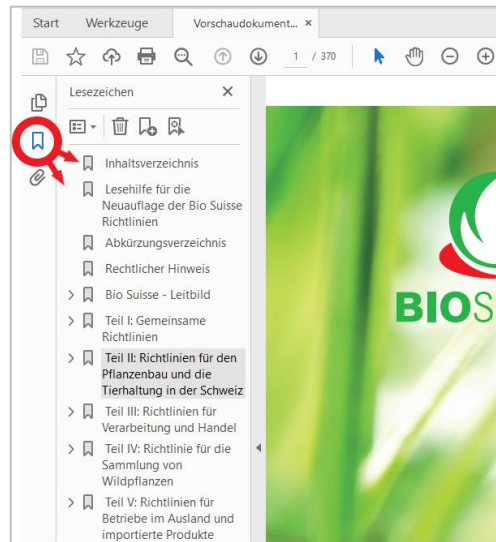 Start Werkzeuge Vorschaudokument... ×
1 / 370
Lesezeichen ×
Inhaltsverzeichnis
Lesehilfe für die
Neuauflage der Bio Suisse
Richtlinien
Abkürzungsverzeichnis
Rechtlicher Hinweis
> Bio Suisse - Leitbild
> Teil I: Gemeinsame
Richtlinien
> Teil II: Richtlinien für den
Pflanzenbau und die
Tierhaltung in der Schweiz
> Teil III: Richtlinien für
Verarbeitung und Handel
> Teil IV: Richtlinie für die
Sammlung von
Wildpflanzen
> Teil V: Richtlinien für
Betriebe im Ausland und
importierte Produkte
BIOS